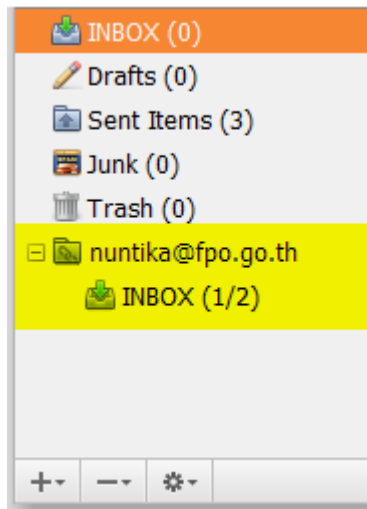 INBOX (0)
Drafts (0)
Sent Items (3)
Junk (0)
Trash (0)
nuntika@fpo.go.th
INBOX (1/2)